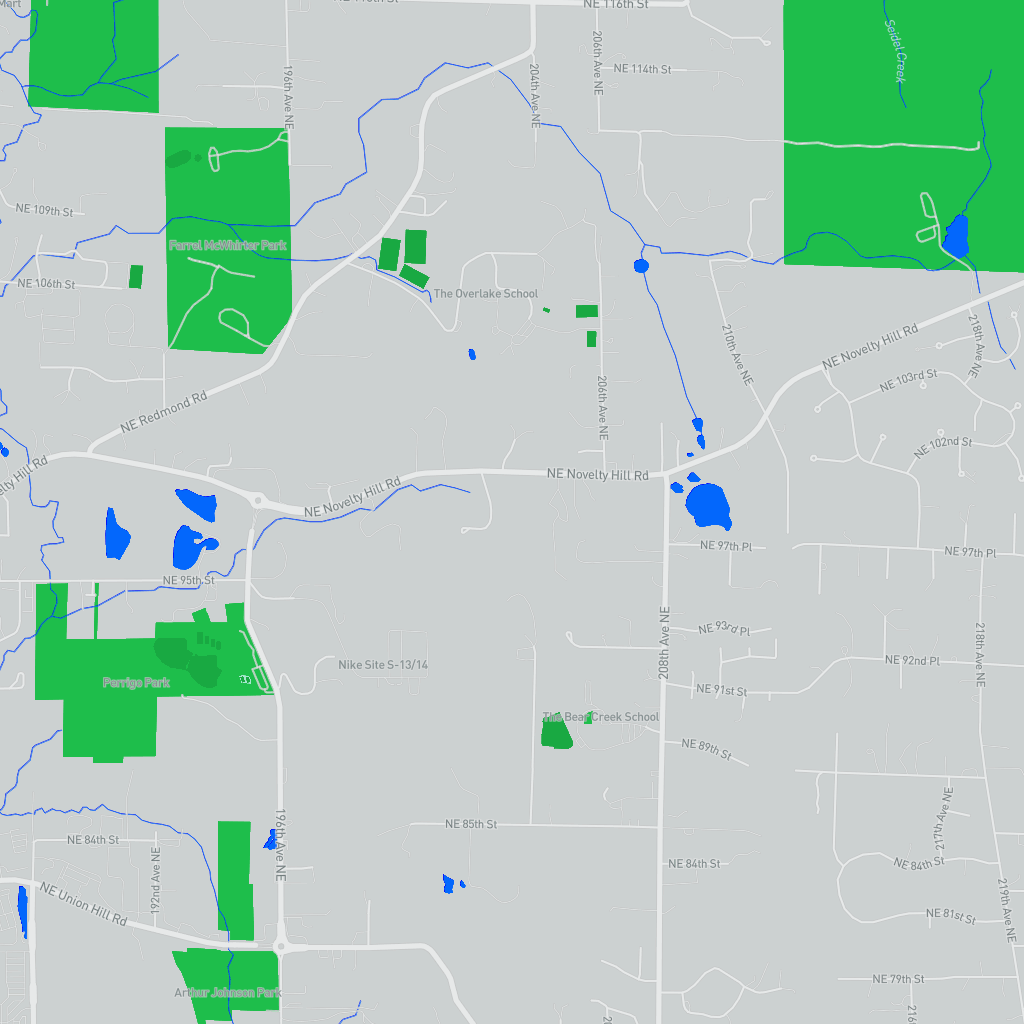 Mart
NE 116th St
196th Ave NE
204th Ave NE
206th Ave NE
NE 114th St
Seidel Creek
NE 109th St
Farrel McWhirter Park
NE 106th St
The Overlake School
210th Ave NE
NE Novelty Hill Rd
218th Ave NE
NE 103rd St
NE Redmond Rd
206th Ave NE
NE 102nd St
NE Novelty Hill Rd
NE Novelty Hill Rd
NE 97th Pl
NE 97th Pl
NE 95th St
208th Ave NE
NE 93rd Pl
218th Ave NE
Nike Site S-13/14
NE 92nd Pl
Perrigo Park
NE 91st St
The Bear Creek School
NE 89th St
196th Ave NE
NE 85th St
217th Ave NE
NE 84th St
192nd Ave NE
NE 84th St
NE 84th St
NE Union Hill Rd
219th Ave NE
NE 81st St
NE 79th St
Arthur Johnson Park